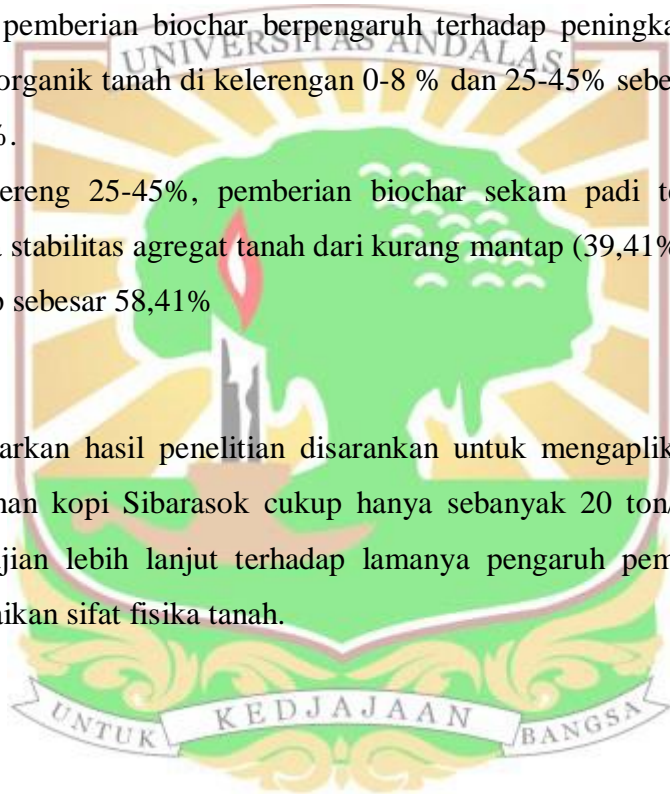 pemberian biochar berpengaruh terhadap peningka
UNIVERSITAS ANDALAS
organik tanah di kelerengan 0-8 % dan 25-45% sebe
%.
ereng 25-45%, pemberian biochar sekam padi te
stabilitas agregat tanah dari kurang mantap (39,41%
p sebesar 58,41%
arkan hasil penelitian disarankan untuk mengaplik
nan kopi Sibarasok cukup hanya sebanyak 20 ton/
jian lebih lanjut terhadap lamanya pengaruh pem
aikan sifat fisika tanah.
UNTUK KEDJAJAAN BANGSA